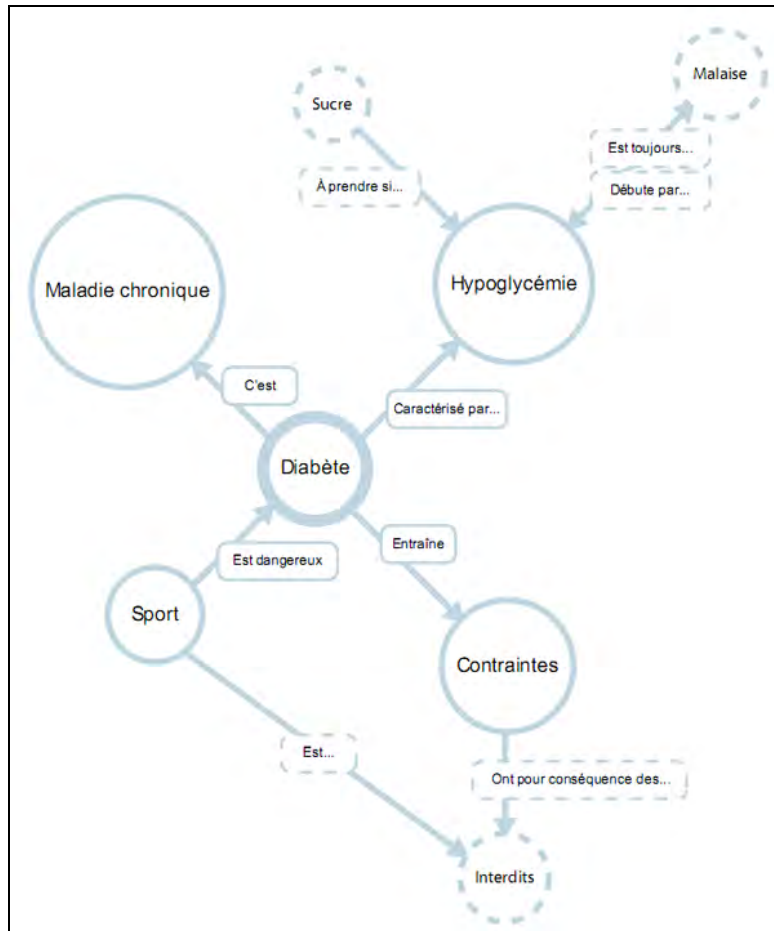 Malaise
Sucre
Est toujours...
À prendre si...
Débute par...
Maladie chronique
Hypoglycémie
C'est
Caractérisé par...
Diabète
Entraîne
Est dangereux
Sport
Contraintes
Est...
Ont pour conséquence des...
Interdits